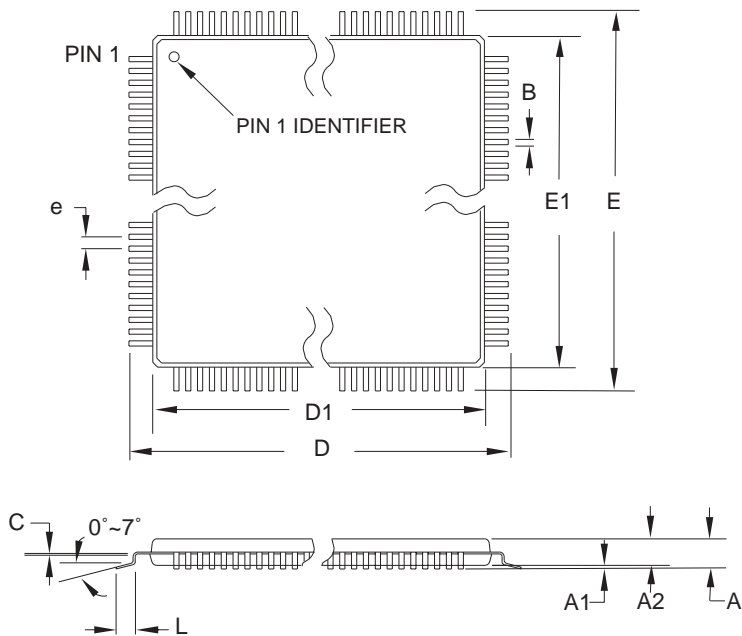 PIN 1
B
PIN 1 IDENTIFIER
E1
E
e
D1
D
C
0˚~7˚
L
A1
A2
A